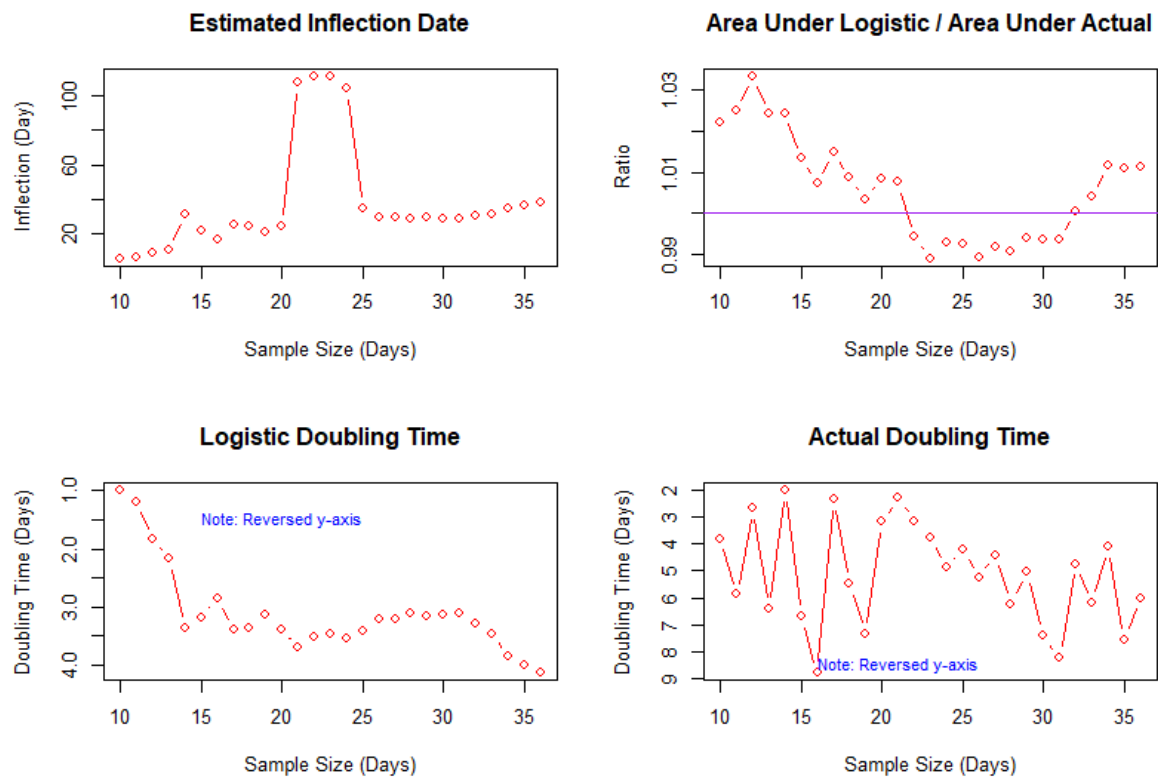 Estimated Inflection Date
Inflection (Day)
100
60
20
10 15 20 25 30 35
Sample Size (Days)
Area Under Logistic / Area Under Actual
Ratio
1.03
1.01
0.99
10 15 20 25 30 35
Sample Size (Days)
Logistic Doubling Time
Doubling Time (Days)
1.0
2.0
3.0
4.0
Note: Reversed y-axis
10 15 20 25 30 35
Sample Size (Days)
Actual Doubling Time
Doubling Time (Days)
2
3
4
5
6
7
8
9
Note: Reversed y-axis
10 15 20 25 30 35
Sample Size (Days)